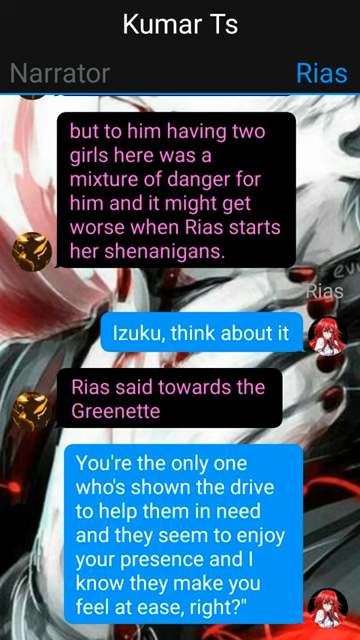 Kumar Ts
Narrator
Rias
but to him having two
girls here was a
mixture of danger for
him and it might get
worse when Rias starts
her shenanigans.
Rias
Izuku, think about it
Rias said towards the
Greenette
You're the only one
who's shown the drive
to help them in need
and they seem to enjoy
your presence and I
know they make you
feel at ease, right?"